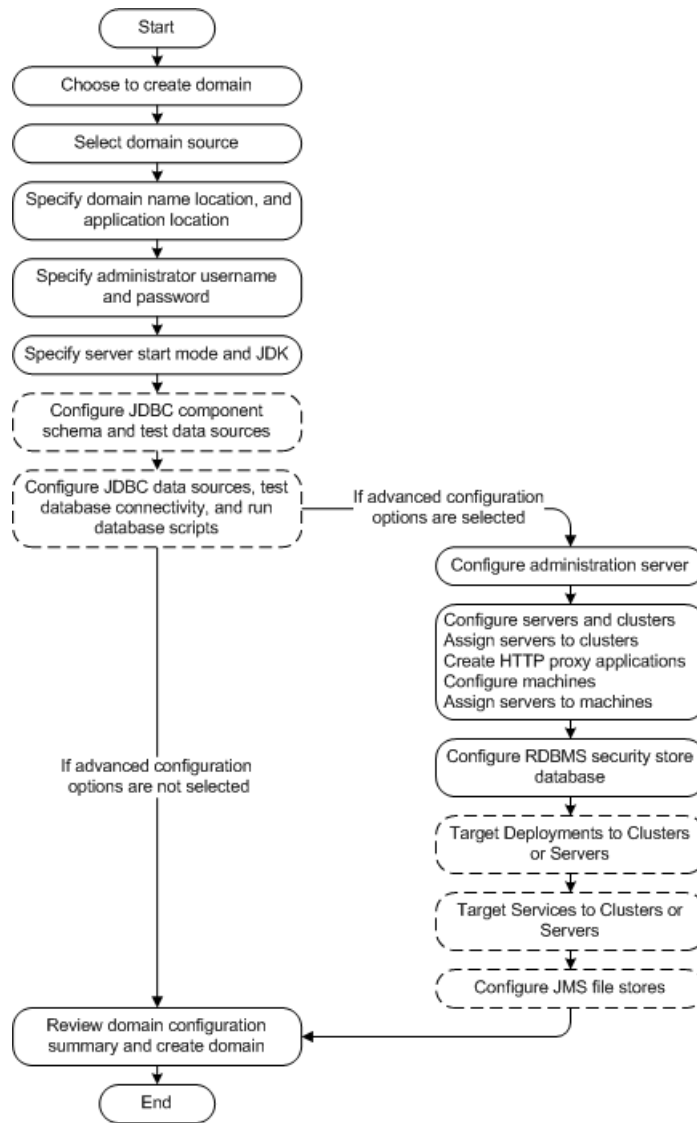 Start
Choose to create domain
Select domain source
Specify domain name location, and
application location
Specify administrator username
and password
Specify server start mode and JDK
Configure JDBC component
schema and test data sources
Configure JDBC data sources, test
database connectivity, and run
database scripts
If advanced configuration
options are selected
Configure administration server
Configure servers and clusters
Assign servers to clusters
Create HTTP proxy applications
Configure machines
Assign servers to machines
Configure RDBMS security store
database
Target Deployments to Clusters
or Servers
Target Services to Clusters or
Servers
Configure JMS file stores
If advanced configuration
options are not selected
Review domain configuration
summary and create domain
End